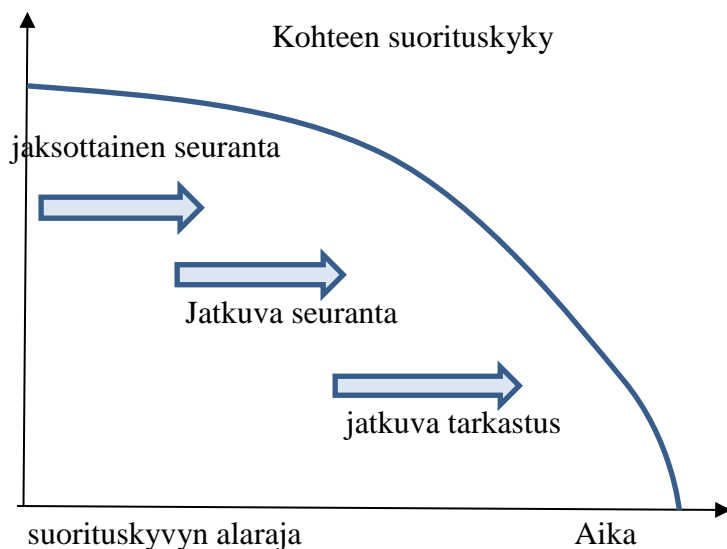 Kohteen suorituskyky
jaksottainen seuranta
Jatkuva seuranta
jatkuva tarkastus
suorituskyvyn alaraja
Aika